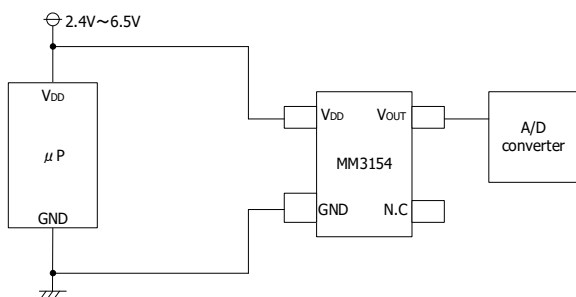 2.4V～6.5V
VDD
μP
GND
VDD
VOUT
MM3154
GND
N.C
A/D
converter